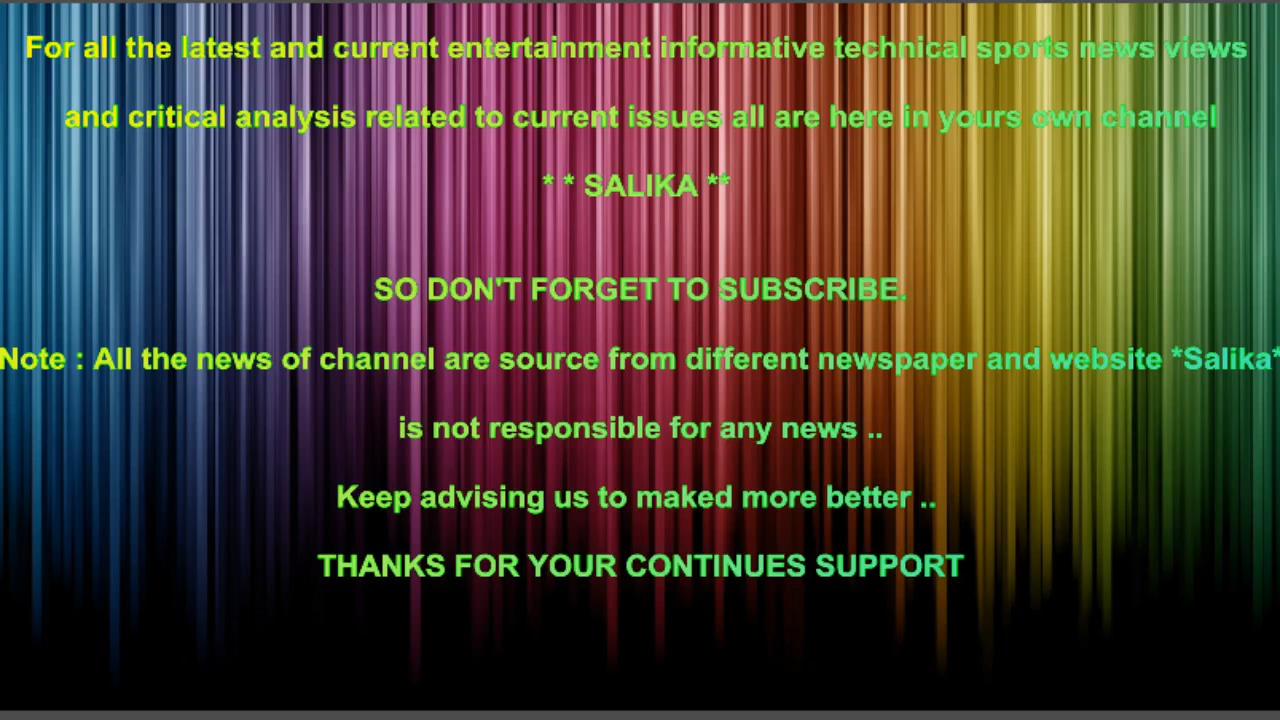 For all the latest and current entertainment informative technical sports news views
and critical analysis related to current issues all are here in yours own channel
* * SALIKA **
SO DON'T FORGET TO SUBSCRIBE.
Note : All the news of channel are source from different newspaper and website *Salika*
is not responsible for any news ..
Keep advising us to maked more better ..
THANKS FOR YOUR CONTINUES SUPPORT